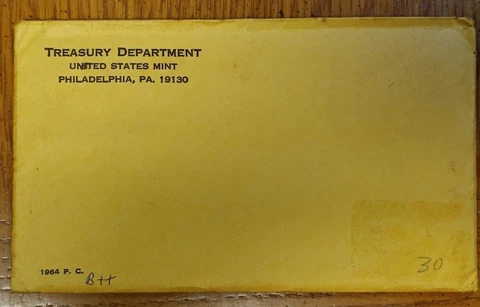 TREASURY DEPARTMENT
UNITED STATES MINT
PHILADELPHIA, PA. 19130
1964 P. C.
B++
30